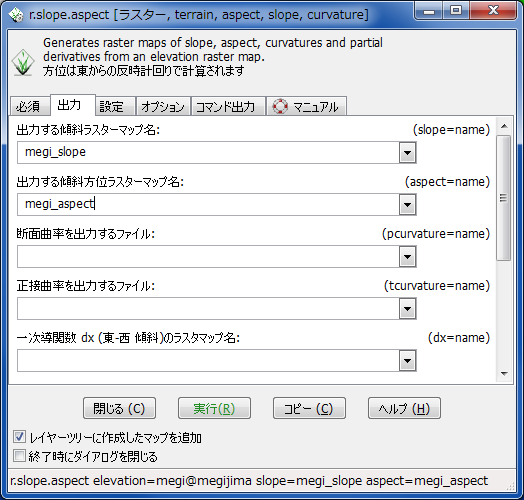 r.slope.aspect [ラスター, terrain, aspect, slope, curvature]
Generates raster maps of slope, aspect, curvatures and partial
derivatives from an elevation raster map.
方位は東からの反時計回りで計算されます
必須 出力 設定 オプション コマンド出力 マニュアル
出力する傾斜ラスターマップ名: (slope=name)
megi_slope
出力する傾斜方位ラスターマップ名: (aspect=name)
megi_aspect
断面曲率を出力するファイル: (pcurvature=name)
正接曲率を出力するファイル: (tcurvature=name)
一次導関数 dx (東-西 傾斜)のラスタマップ名: (dx=name)
閉じる (C) 実行(R) コピー (C) ヘルプ (H)
レイヤーツリーに作成したマップを追加
終了時にダイアログを閉じる
r.slope.aspect elevation=megi@megijima slope=megi_slope aspect=megi_aspect